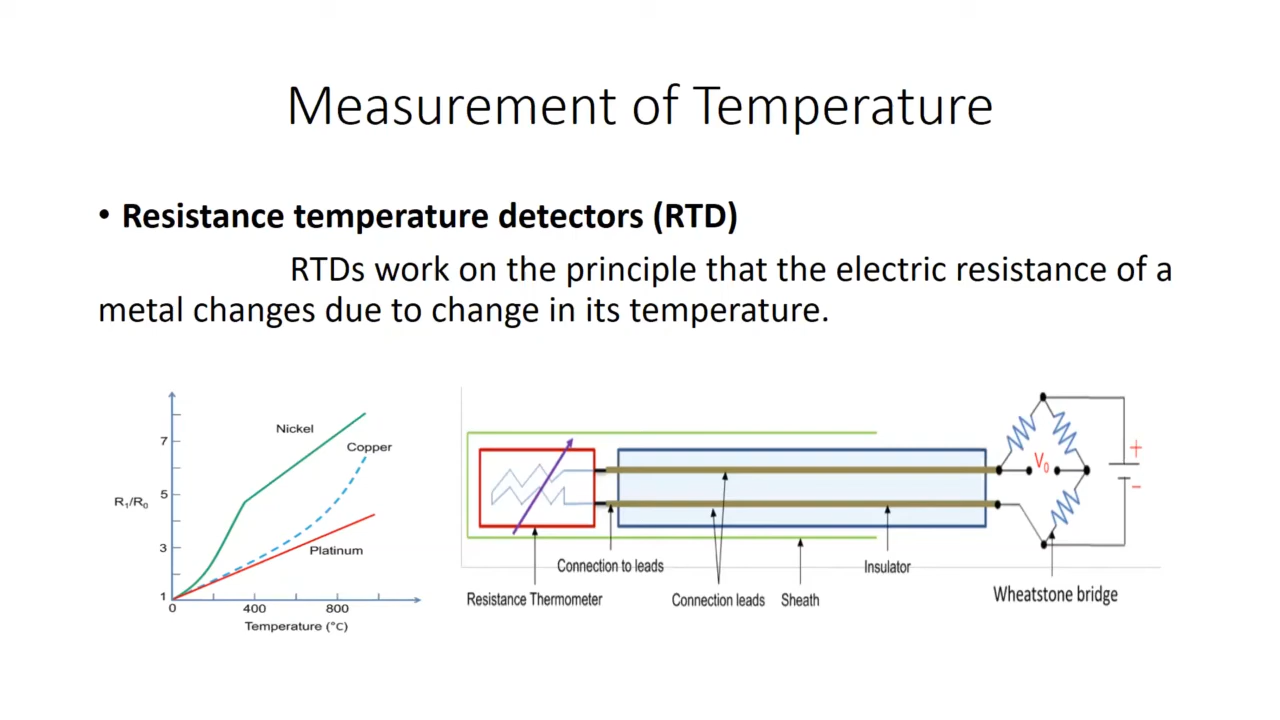 Measurement of Temperature
• Resistance temperature detectors (RTD)
RTDs work on the principle that the electric resistance of a
metal changes due to change in its temperature.
7
5
3
1
R₁/R₀
Nickel
Copper
Platinum
0 400 800
Temperature (°C)
V₀
+
−
Connection to leads
Insulator
Resistance Thermometer
Connection leads
Sheath
Wheatstone bridge